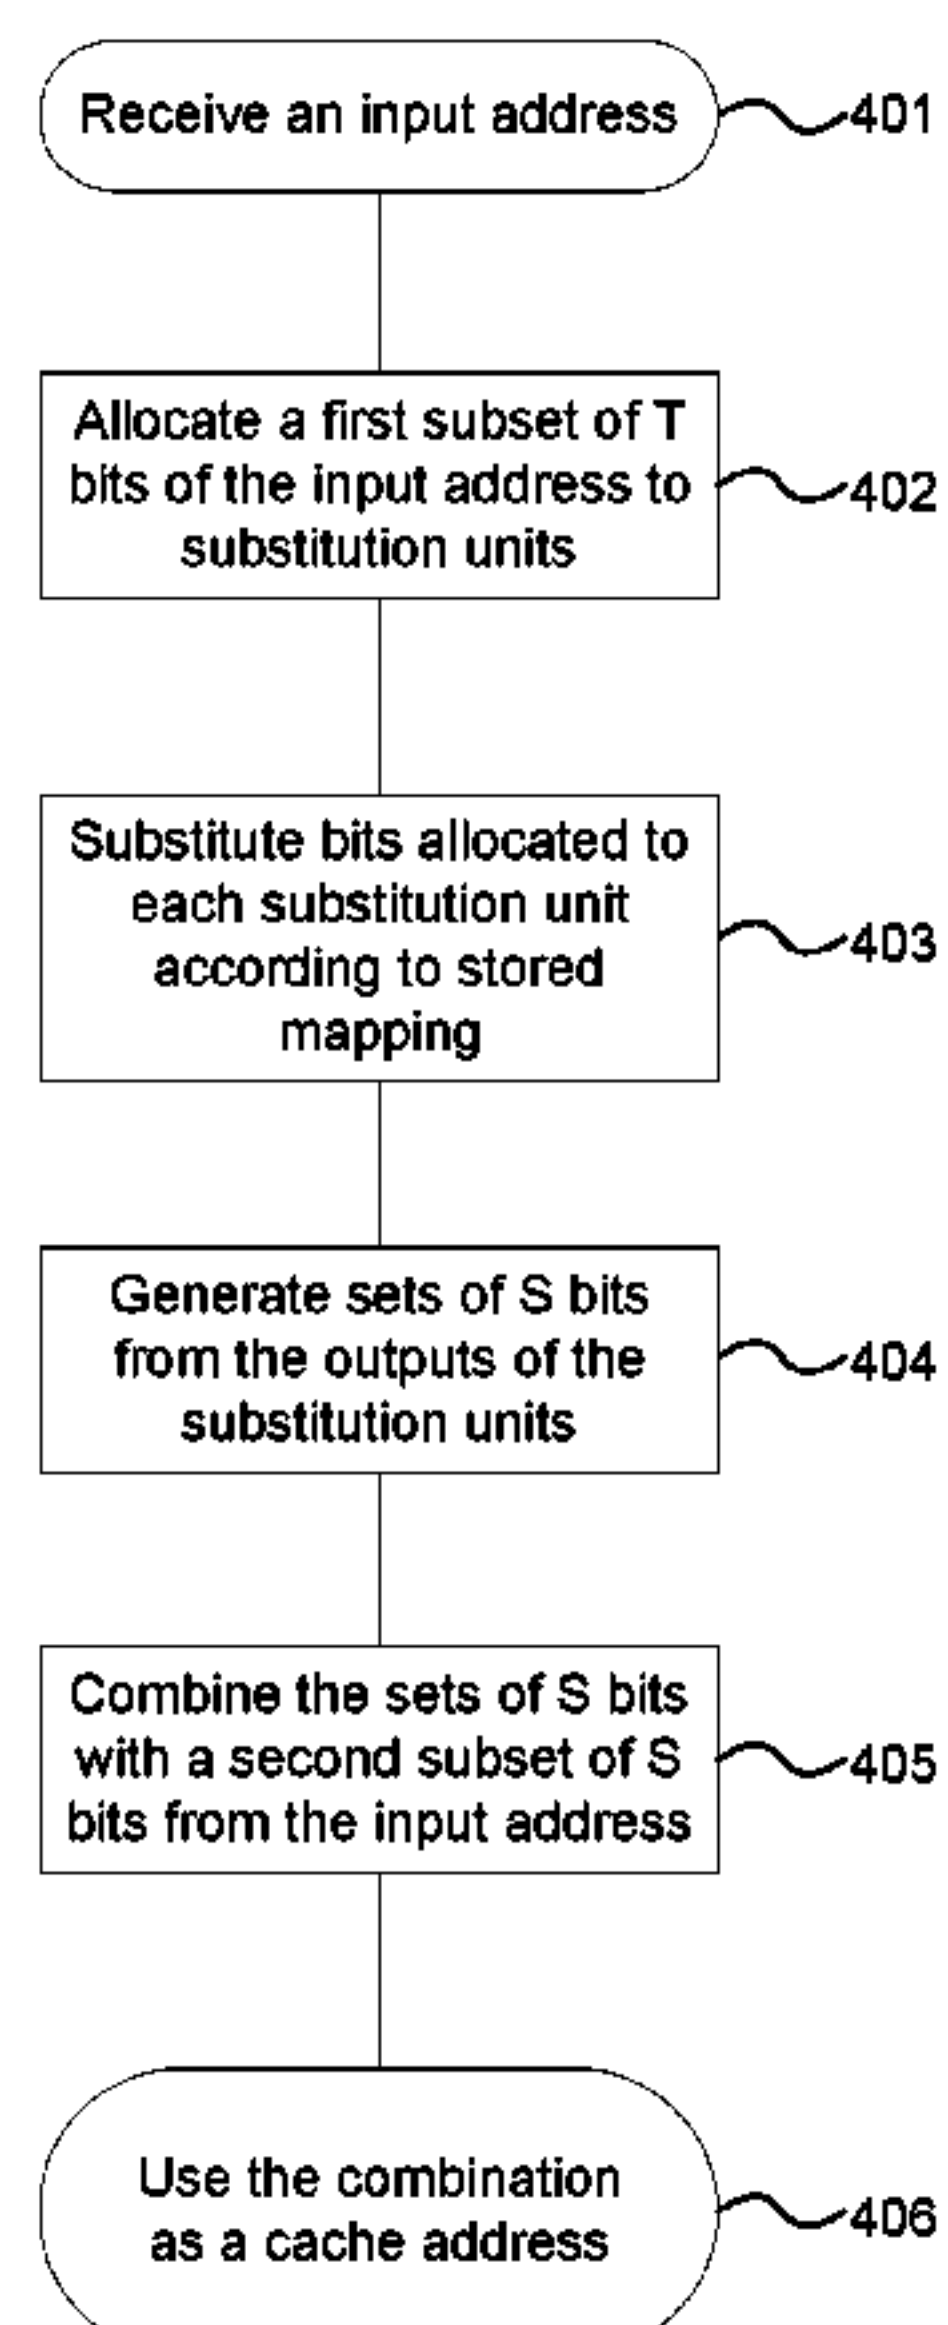 Receive an input address
401
Allocate a first subset of T
bits of the input address to
substitution units
402
Substitute bits allocated to
each substitution unit
according to stored
mapping
403
Generate sets of S bits
from the outputs of the
substitution units
404
Combine the sets of S bits
with a second subset of S
bits from the input address
405
Use the combination
as a cache address
406